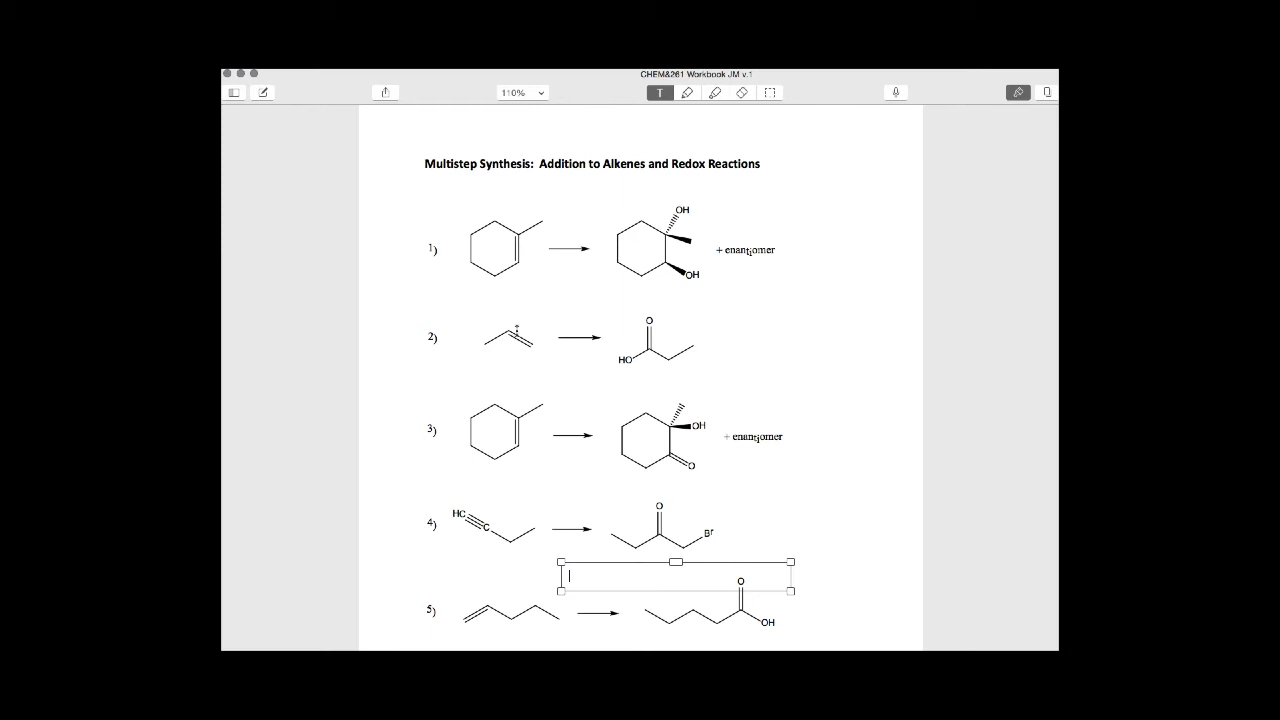 CHEM&261 Workbook JM v.1
110%
T
Multistep Synthesis: Addition to Alkenes and Redox Reactions
1)
OH
OH
+ enantiomer
2)
O
HO
3)
OH
O
+ enantiomer
4)
HC
C
O
Br
5)
O
OH